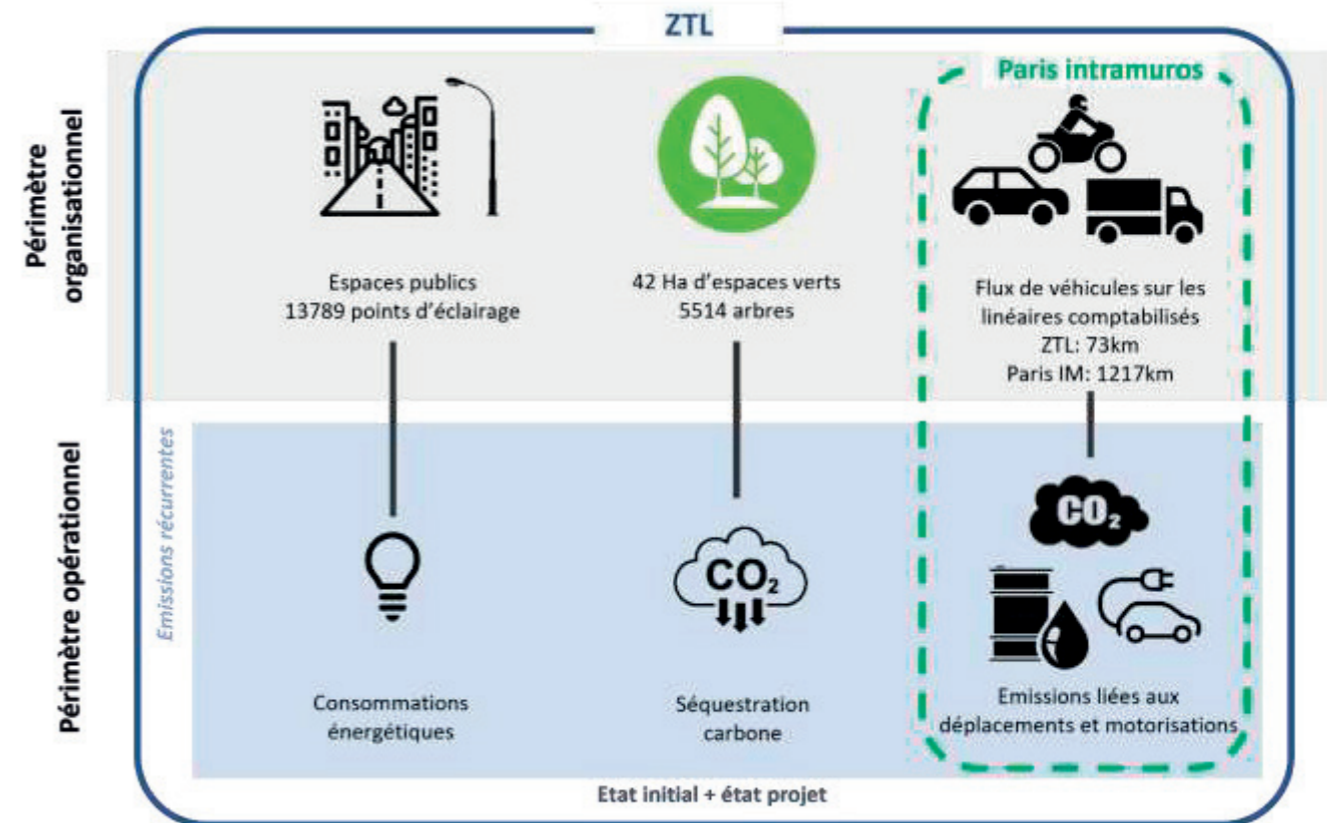 ZTL
Paris intramuros
Périmètre
organisationnel
Espaces publics
13789 points d'éclairage
42 Ha d'espaces verts
5514 arbres
Flux de véhicules sur les
linéaires comptabilisés
ZTL: 73km
Paris IM: 1217km
Périmètre opérationnel
Emissions récurrentes
CO₂
CO₂
Consommations
énergétiques
Séquestration
carbone
Emissions liées aux
déplacements et motorisations
Etat initial + état projet